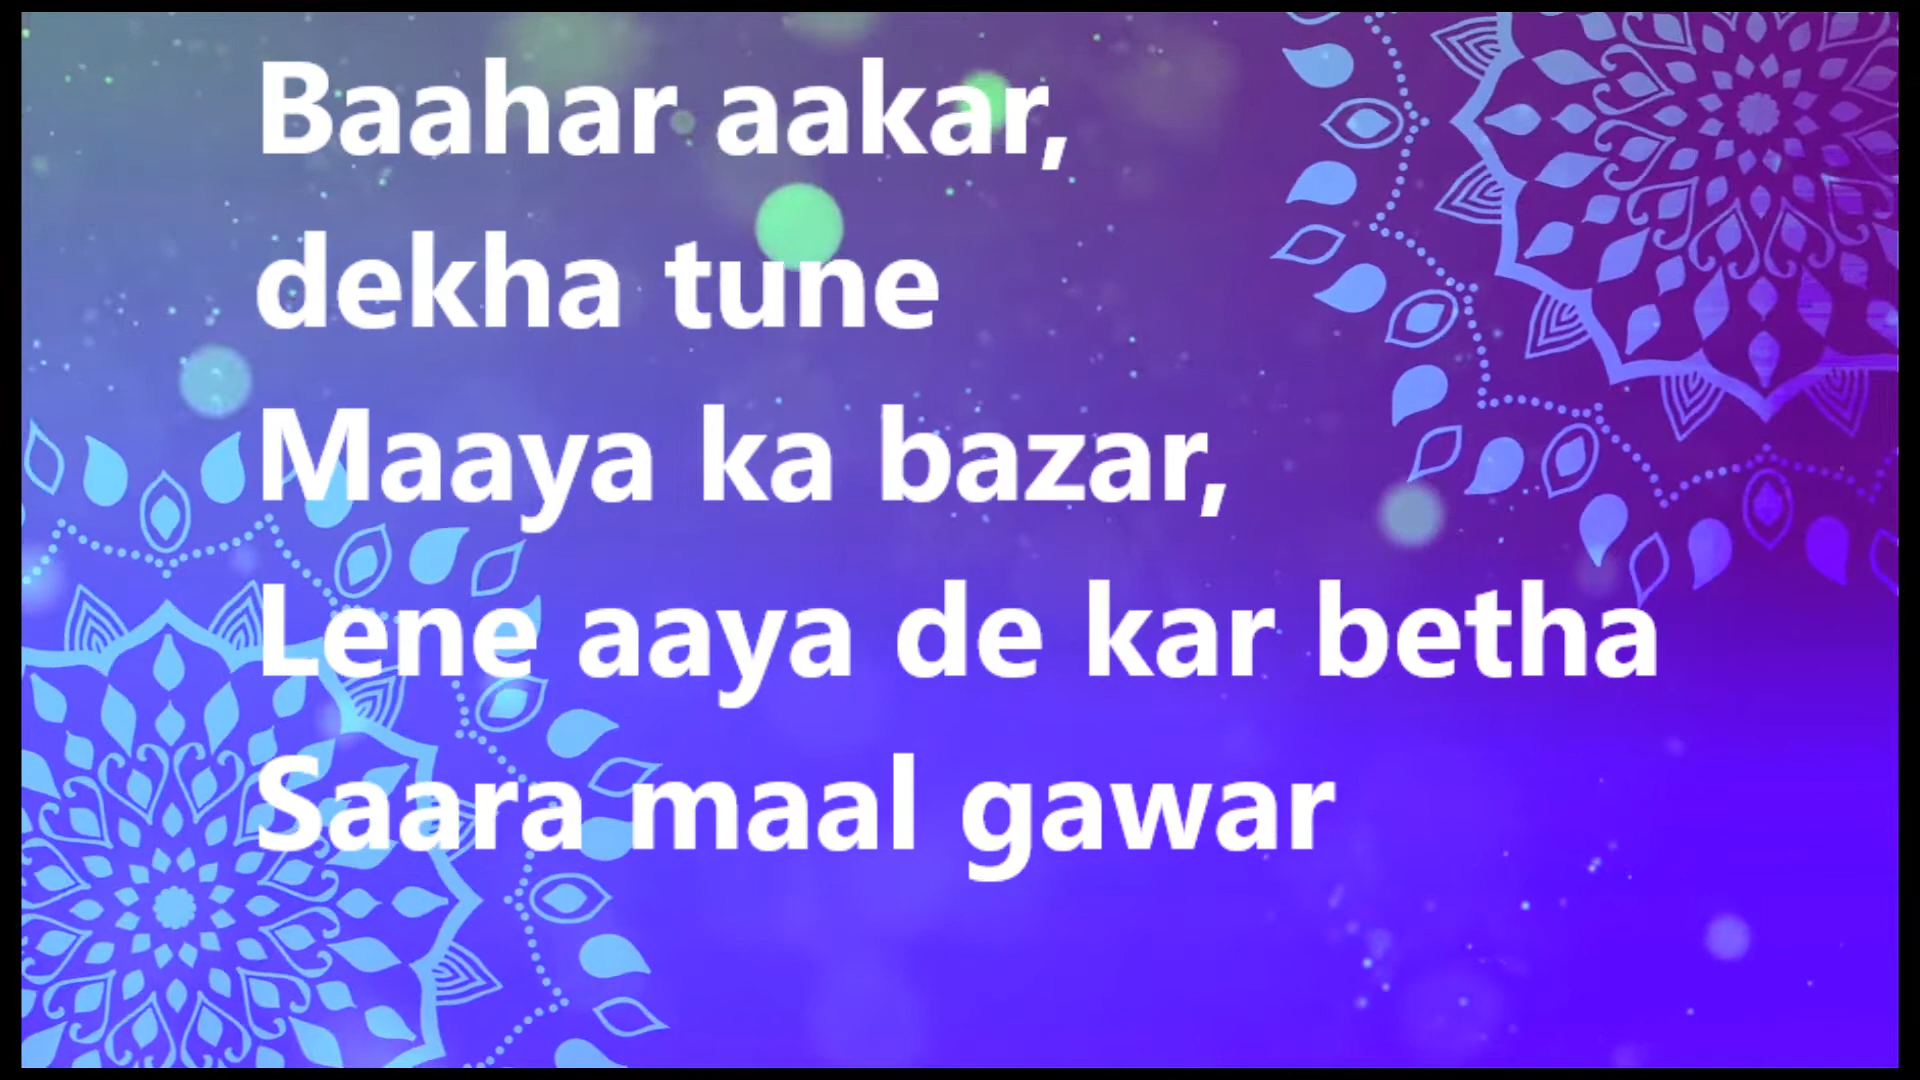 Baahar aakar,
dekha tune
Maaya ka bazar,
Lene aaya de kar betha
Saara maal gawar